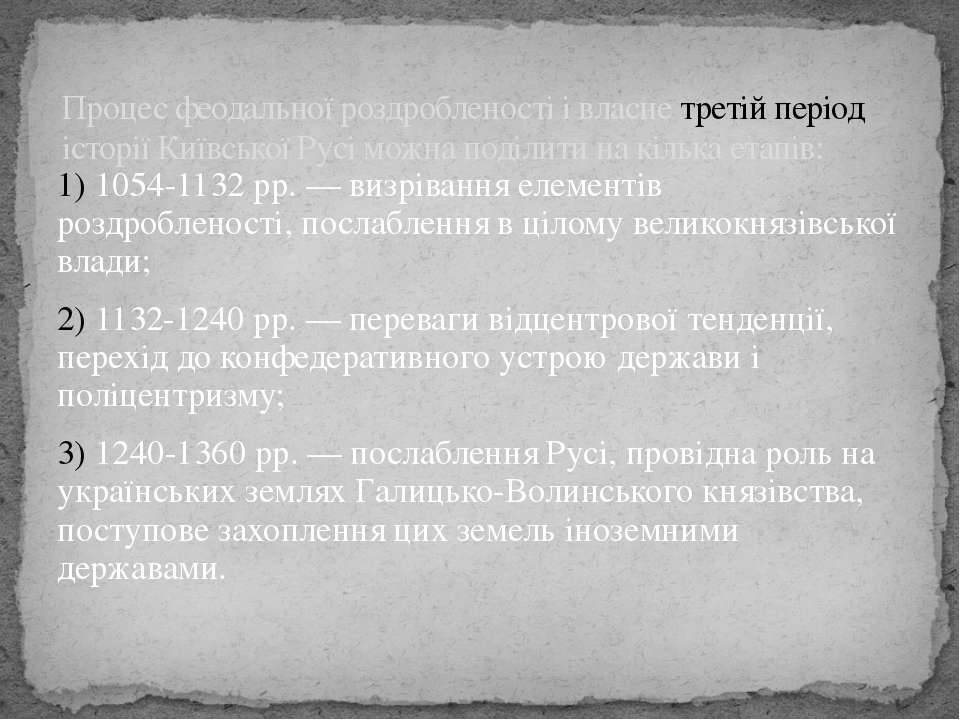 Процес феодальної роздробленості і власне третій період
історії Київської Русі можна поділити на кілька етапів:
1) 1054-1132 рр. — визрівання елементів
роздробленості, послаблення в цілому великокнязівської
влади;
2) 1132-1240 рр. — переваги відцентрової тенденції,
перехід до конфедеративного устрою держави і
поліцентризму;
3) 1240-1360 рр. — послаблення Русі, провідна роль на
українських землях Галицько-Волинського князівства,
поступове захоплення цих земель іноземними
державами.